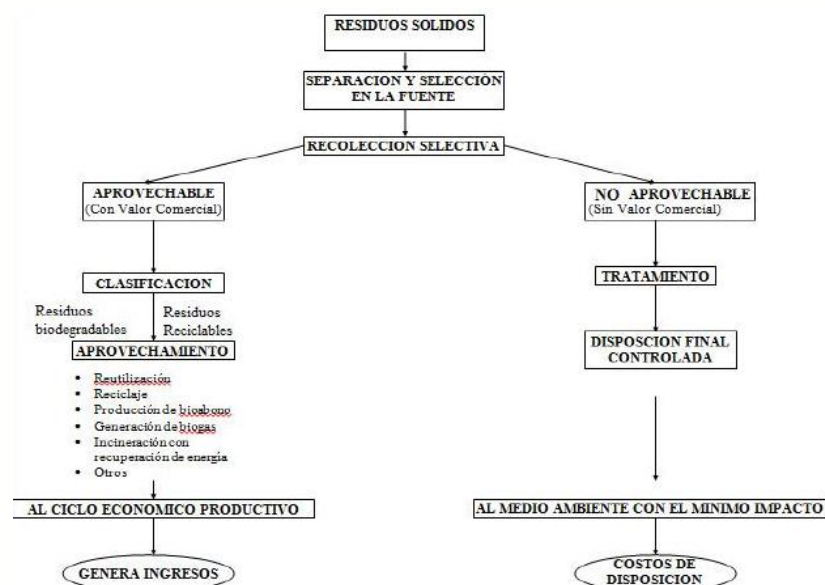 RESIDUOS SOLIDOS
SEPARACION Y SELECCIÓN
EN LA FUENTE
RECOLECCION SELECTIVA
APROVECHABLE
(Con Valor Comercial)
CLASIFICACION
Residuos
biodegradables
Residuos
Reciclables
APROVECHAMIENTO
• Reutilización
• Reciclaje
• Producción de bioabono
• Generación de biogas
• Incineración con
recuperación de energía
• Otros
AL CICLO ECONOMICO PRODUCTIVO
GENERA INGRESOS
NO APROVECHABLE
(Sin Valor Comercial)
TRATAMIENTO
DISPOSCION FINAL
CONTROLADA
AL MEDIO AMBIENTE CON EL MINIMO IMPACTO
COSTOS DE
DISPOSICION